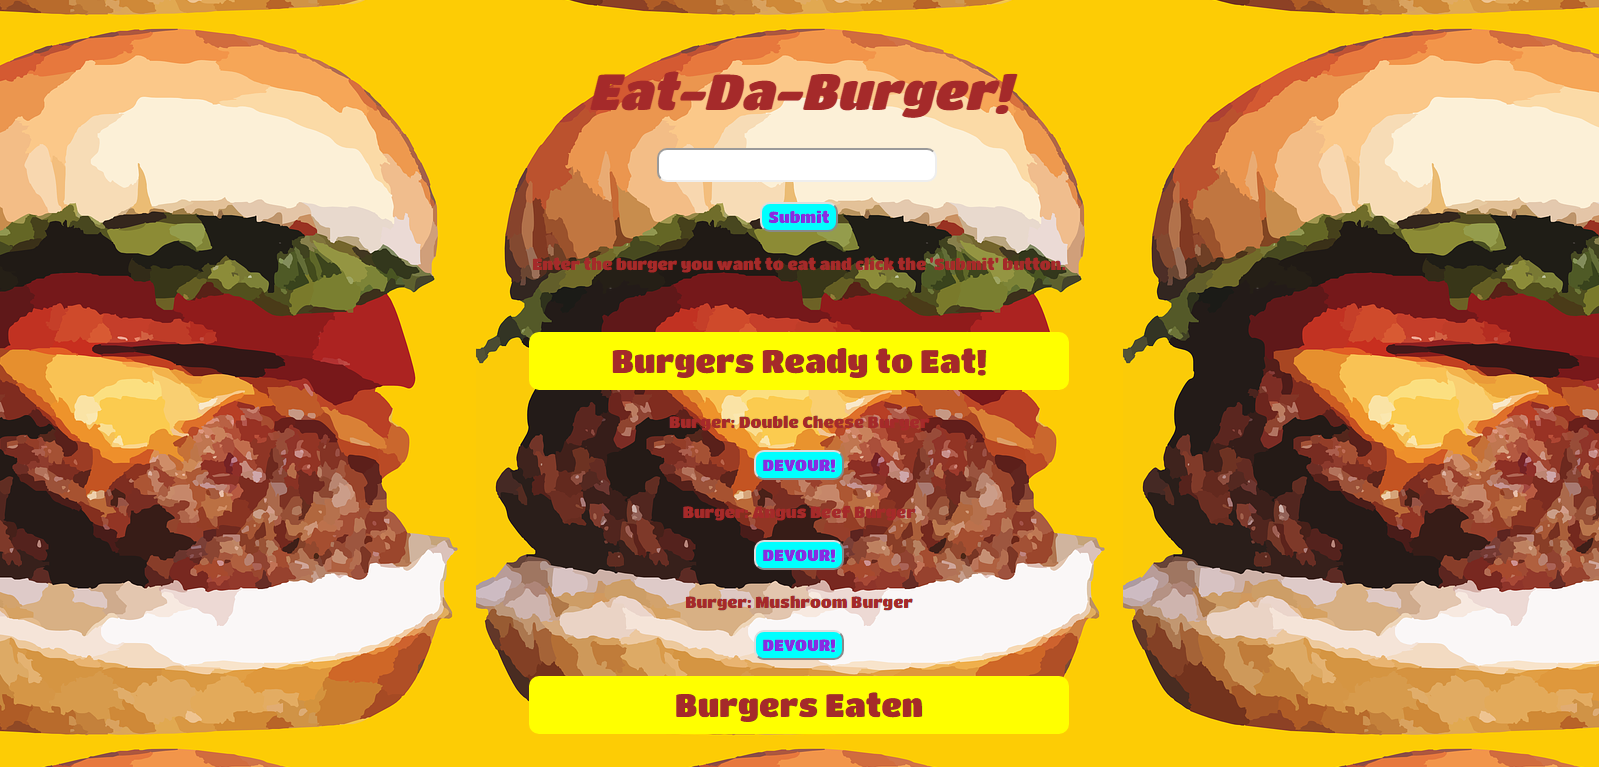 Eat-Da-Burger!
Submit
Enter the burger you want to eat and click the 'Submit' button.
Burgers Ready to Eat!
Burger: Double Cheese Burger
DEVOUR!
Burger: Angus Beef Burger
DEVOUR!
Burger: Mushroom Burger
DEVOUR!
Burgers Eaten